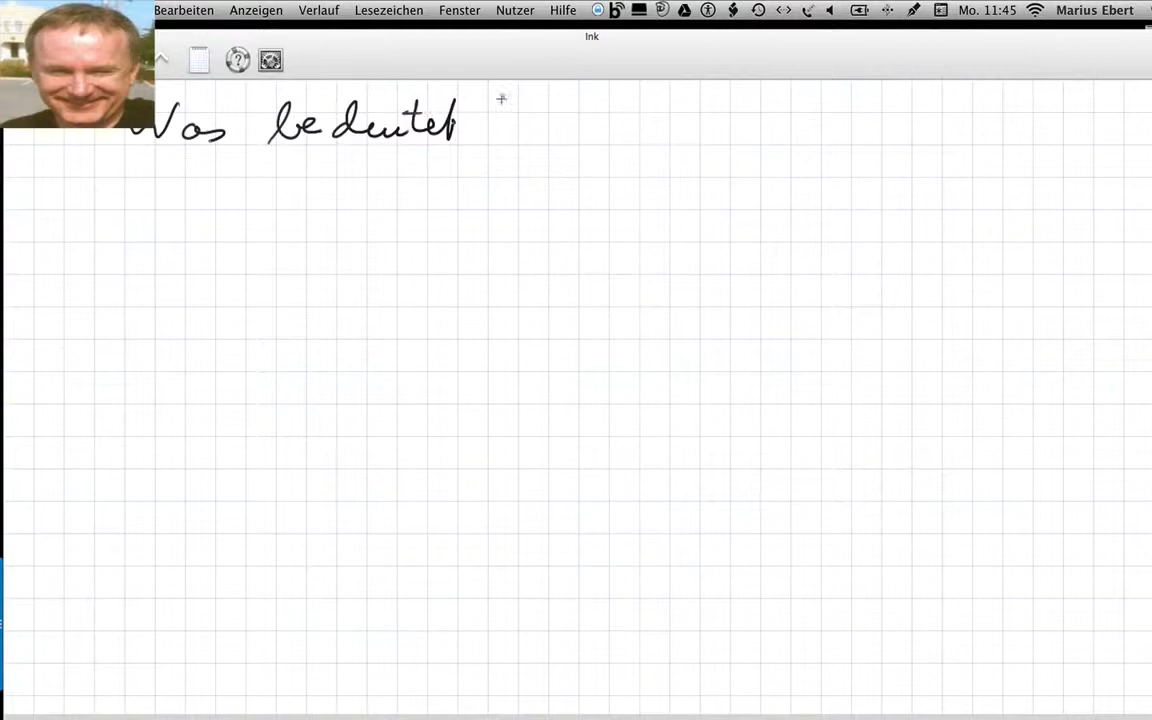 Bearbeiten Anzeigen Verlauf Lesezeichen Fenster Nutzer Hilfe Mo. 11:45 Marius Ebert
Ink
Was bedeutet